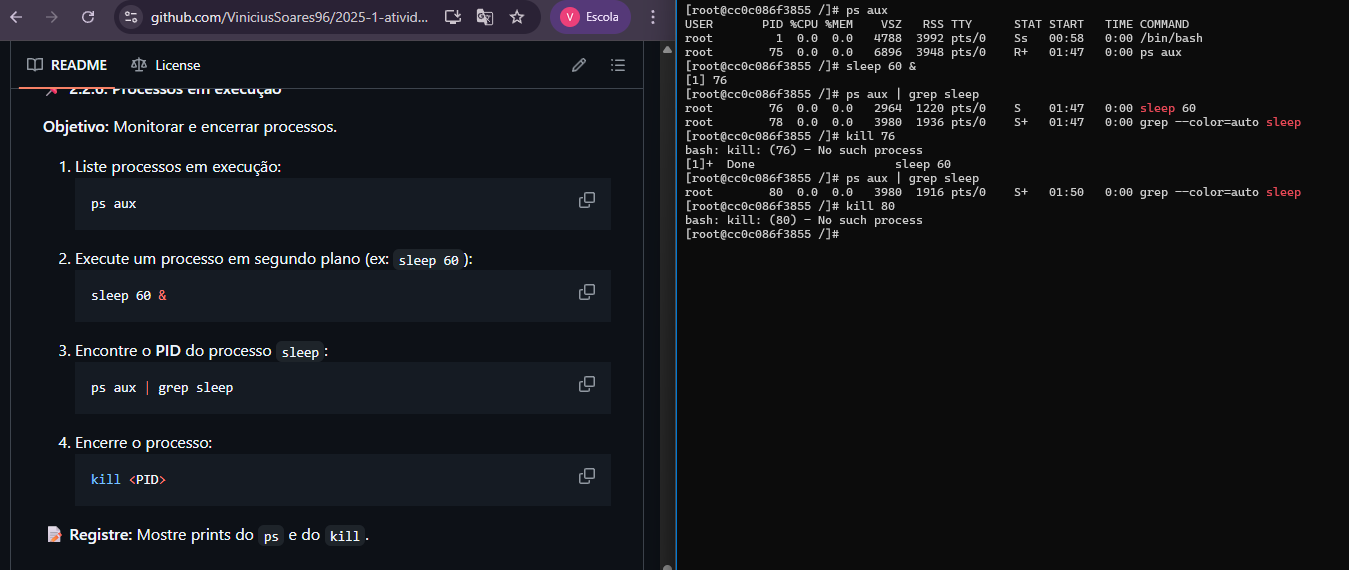 github.com/ViniciusSoares96/2025-1-ativid...
V Escola
README
License
2.2.6. Processos em execução
Objetivo: Monitorar e encerrar processos.
1. Liste processos em execução:
ps aux
2. Execute um processo em segundo plano (ex: sleep 60 ):
sleep 60 &
3. Encontre o PID do processo sleep :
ps aux | grep sleep
4. Encerre o processo:
kill <PID>
Registre: Mostre prints do ps e do kill .
[root@cc0c086f3855 /]# ps aux
USER PID %CPU %MEM VSZ RSS TTY STAT START TIME COMMAND
root 1 0.0 0.0 4788 3992 pts/0 Ss 00:58 0:00 /bin/bash
root 75 0.0 0.0 6896 3948 pts/0 R+ 01:47 0:00 ps aux
[root@cc0c086f3855 /]# sleep 60 &
[1] 76
[root@cc0c086f3855 /]# ps aux | grep sleep
root 76 0.0 0.0 2964 1220 pts/0 S 01:47 0:00 sleep 60
root 78 0.0 0.0 3980 1936 pts/0 S+ 01:47 0:00 grep --color=auto sleep
[root@cc0c086f3855 /]# kill 76
bash: kill: (76) - No such process
[1]+ Done sleep 60
[root@cc0c086f3855 /]# ps aux | grep sleep
root 80 0.0 0.0 3980 1916 pts/0 S+ 01:50 0:00 grep --color=auto sleep
[root@cc0c086f3855 /]# kill 80
bash: kill: (80) - No such process
[root@cc0c086f3855 /]#